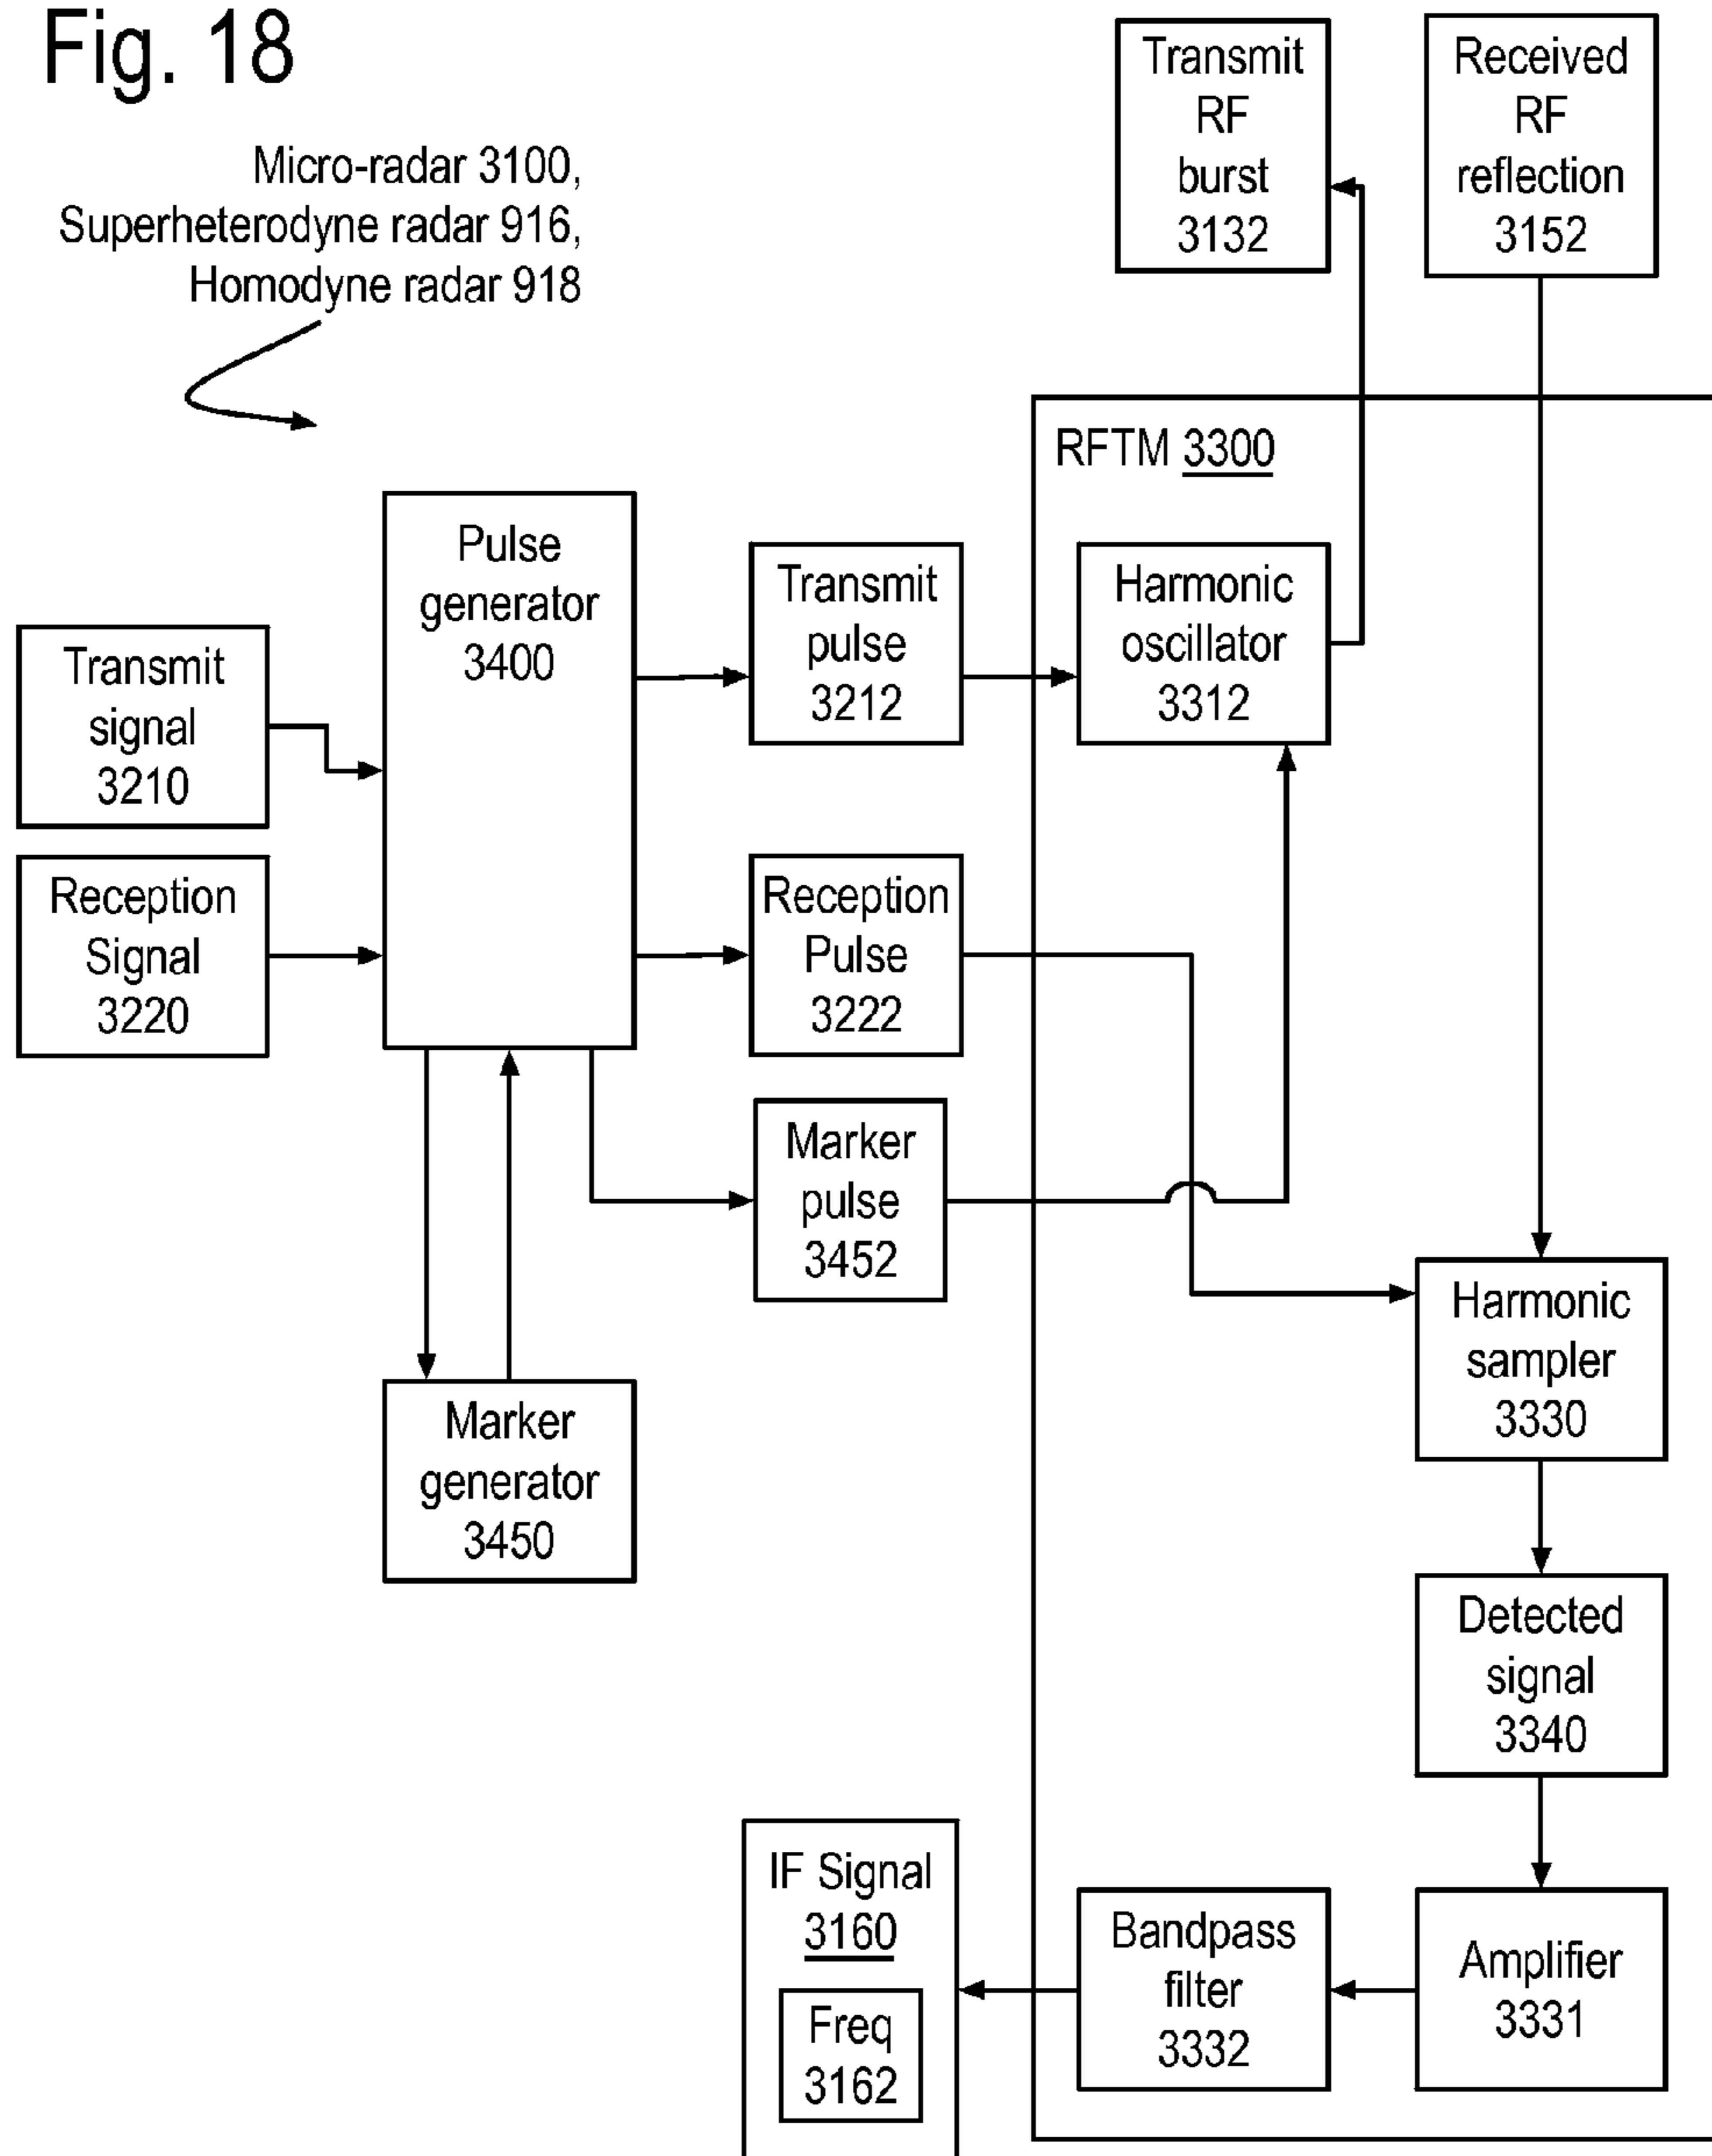 Fig. 18
Micro-radar 3100,
Superheterodyne radar 916,
Homodyne radar 918
Transmit
RF
burst
3132
Received
RF
reflection
3152
RFTM 3300
Pulse
generator
3400
Transmit
pulse
3212
Harmonic
oscillator
3312
Transmit
signal
3210
Reception
Signal
3220
Reception
Pulse
3222
Marker
pulse
3452
Harmonic
sampler
3330
Marker
generator
3450
Detected
signal
3340
IF Signal
3160
Freq
3162
Bandpass
filter
3332
Amplifier
3331